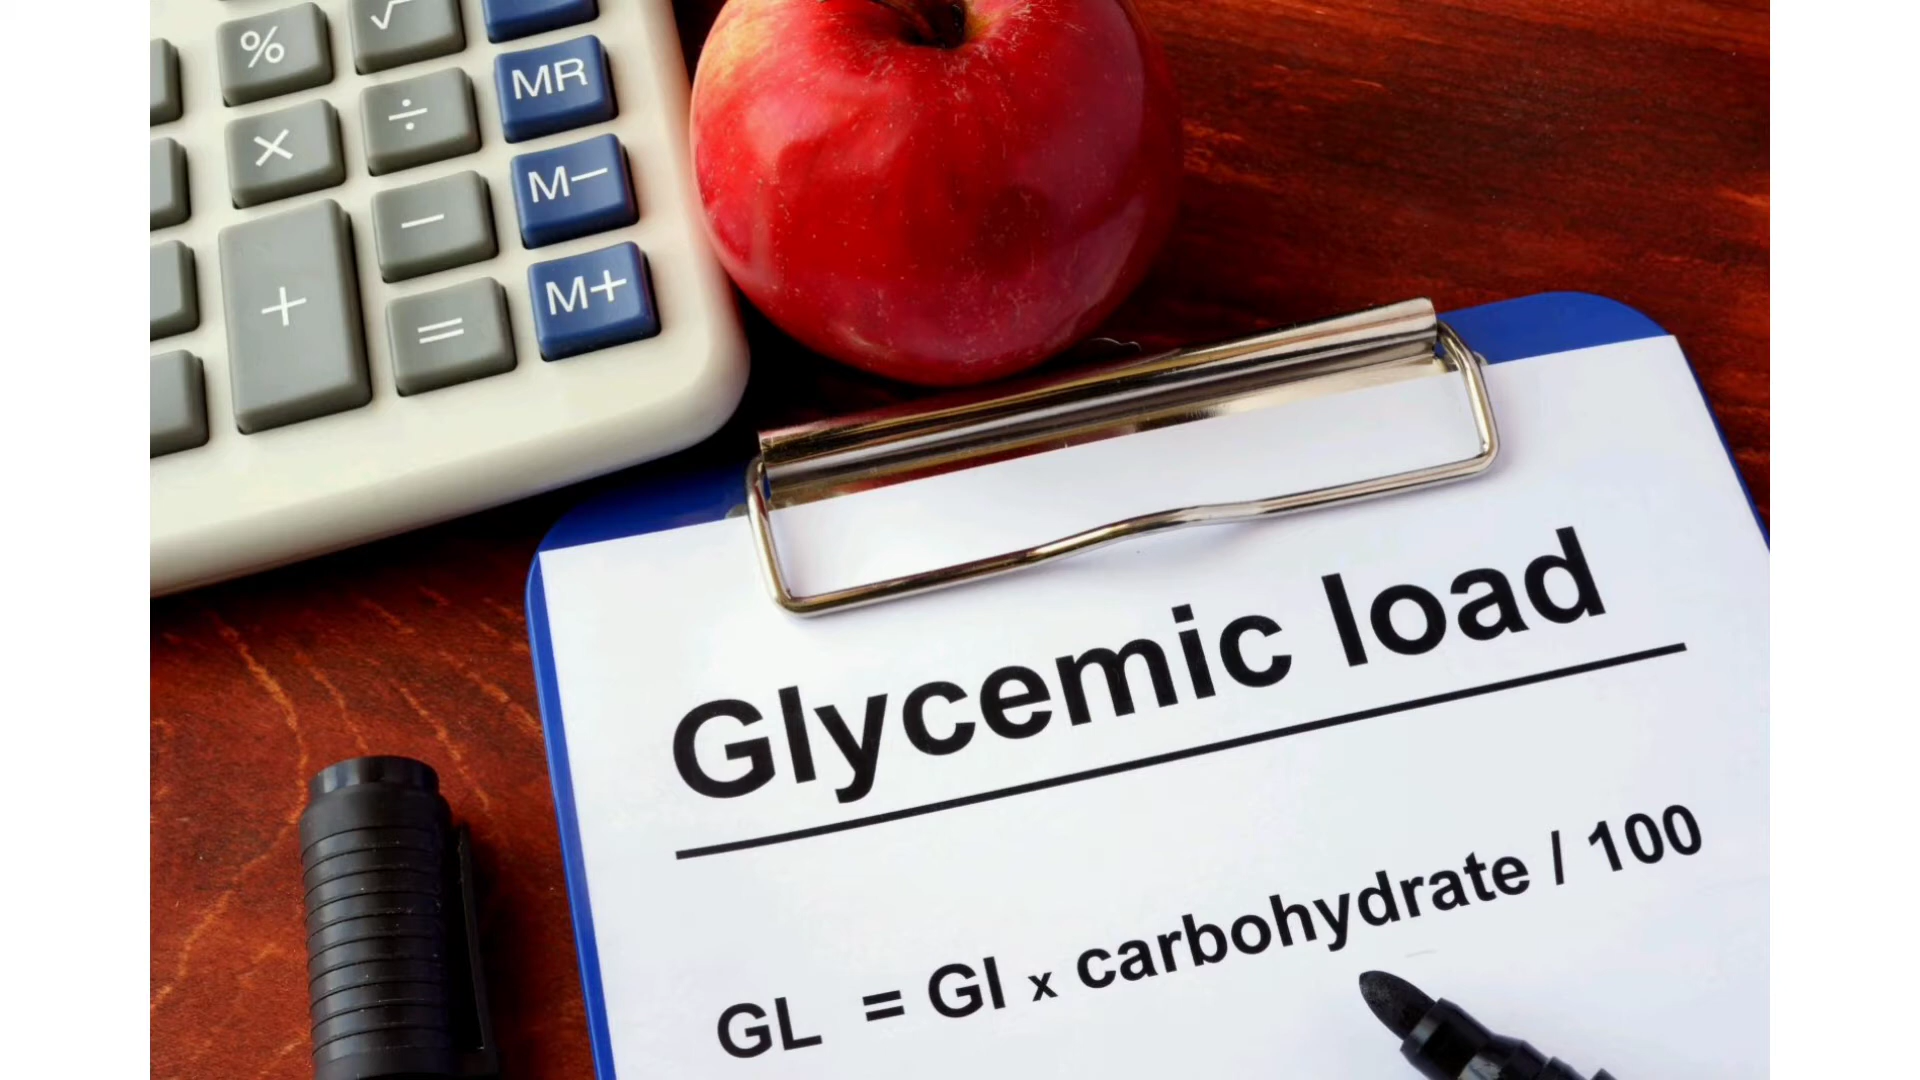 % √
÷ MR
× − M−
+ = M+
Glycemic load
GL = GI x carbohydrate / 100